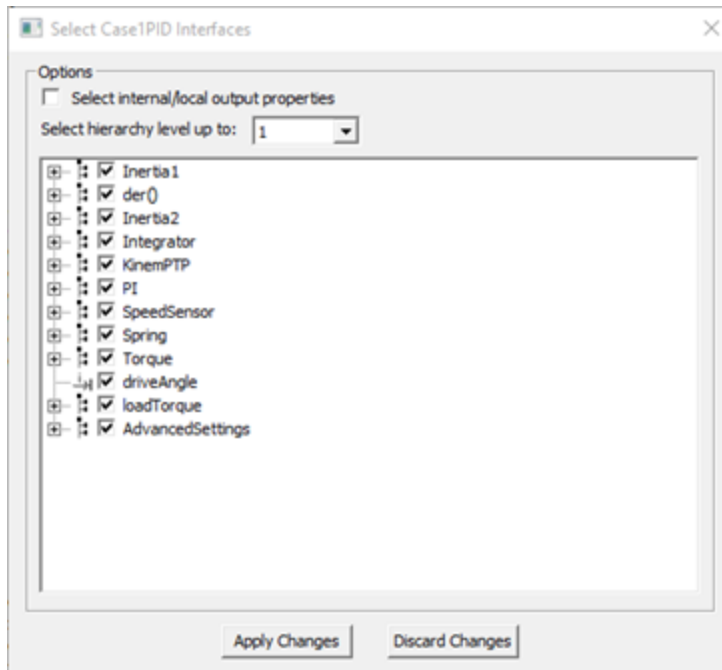 Select Case1PID Interfaces
Options
Select internal/local output properties
Select hierarchy level up to: 1
Inertia1
der()
Inertia2
Integrator
KinemPTP
PI
SpeedSensor
Spring
Torque
driveAngle
loadTorque
AdvancedSettings
Apply Changes Discard Changes